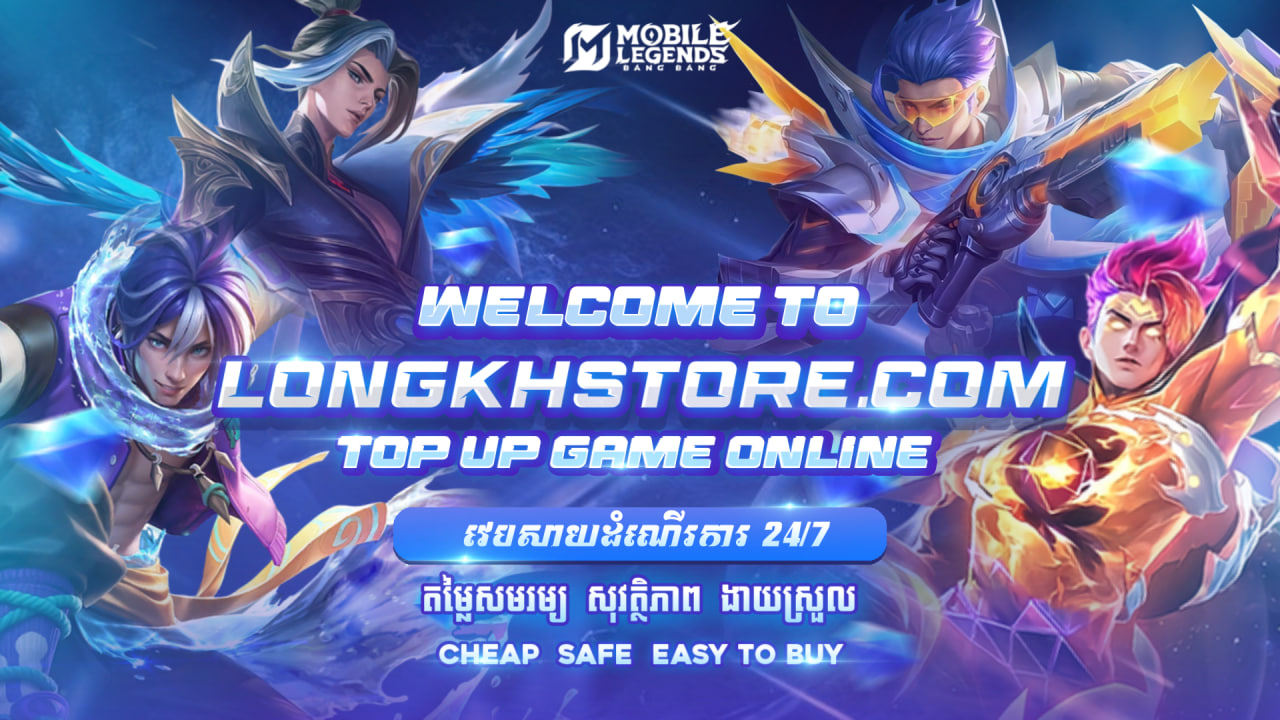 MOBILE
LEGENDS
BANG BANG
WELCOME TO
LONGKHSTORE.COM
TOP UP GAME ONLINE
វេបសាយដំណើរការ 24/7
តម្លៃសមរម្យ សុវត្ថិភាព ងាយស្រួល
CHEAP SAFE EASY TO BUY